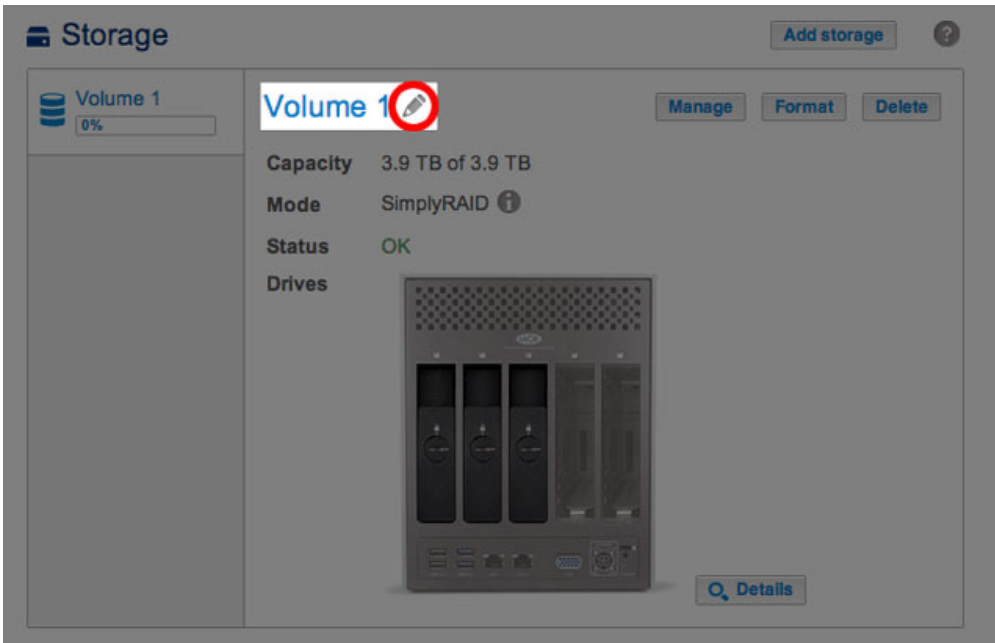 Storage
Add storage
?
Volume 1
0%
Volume 1
Manage
Format
Delete
Capacity 3.9 TB of 3.9 TB
Mode SimplyRAID i
Status OK
Drives
Details